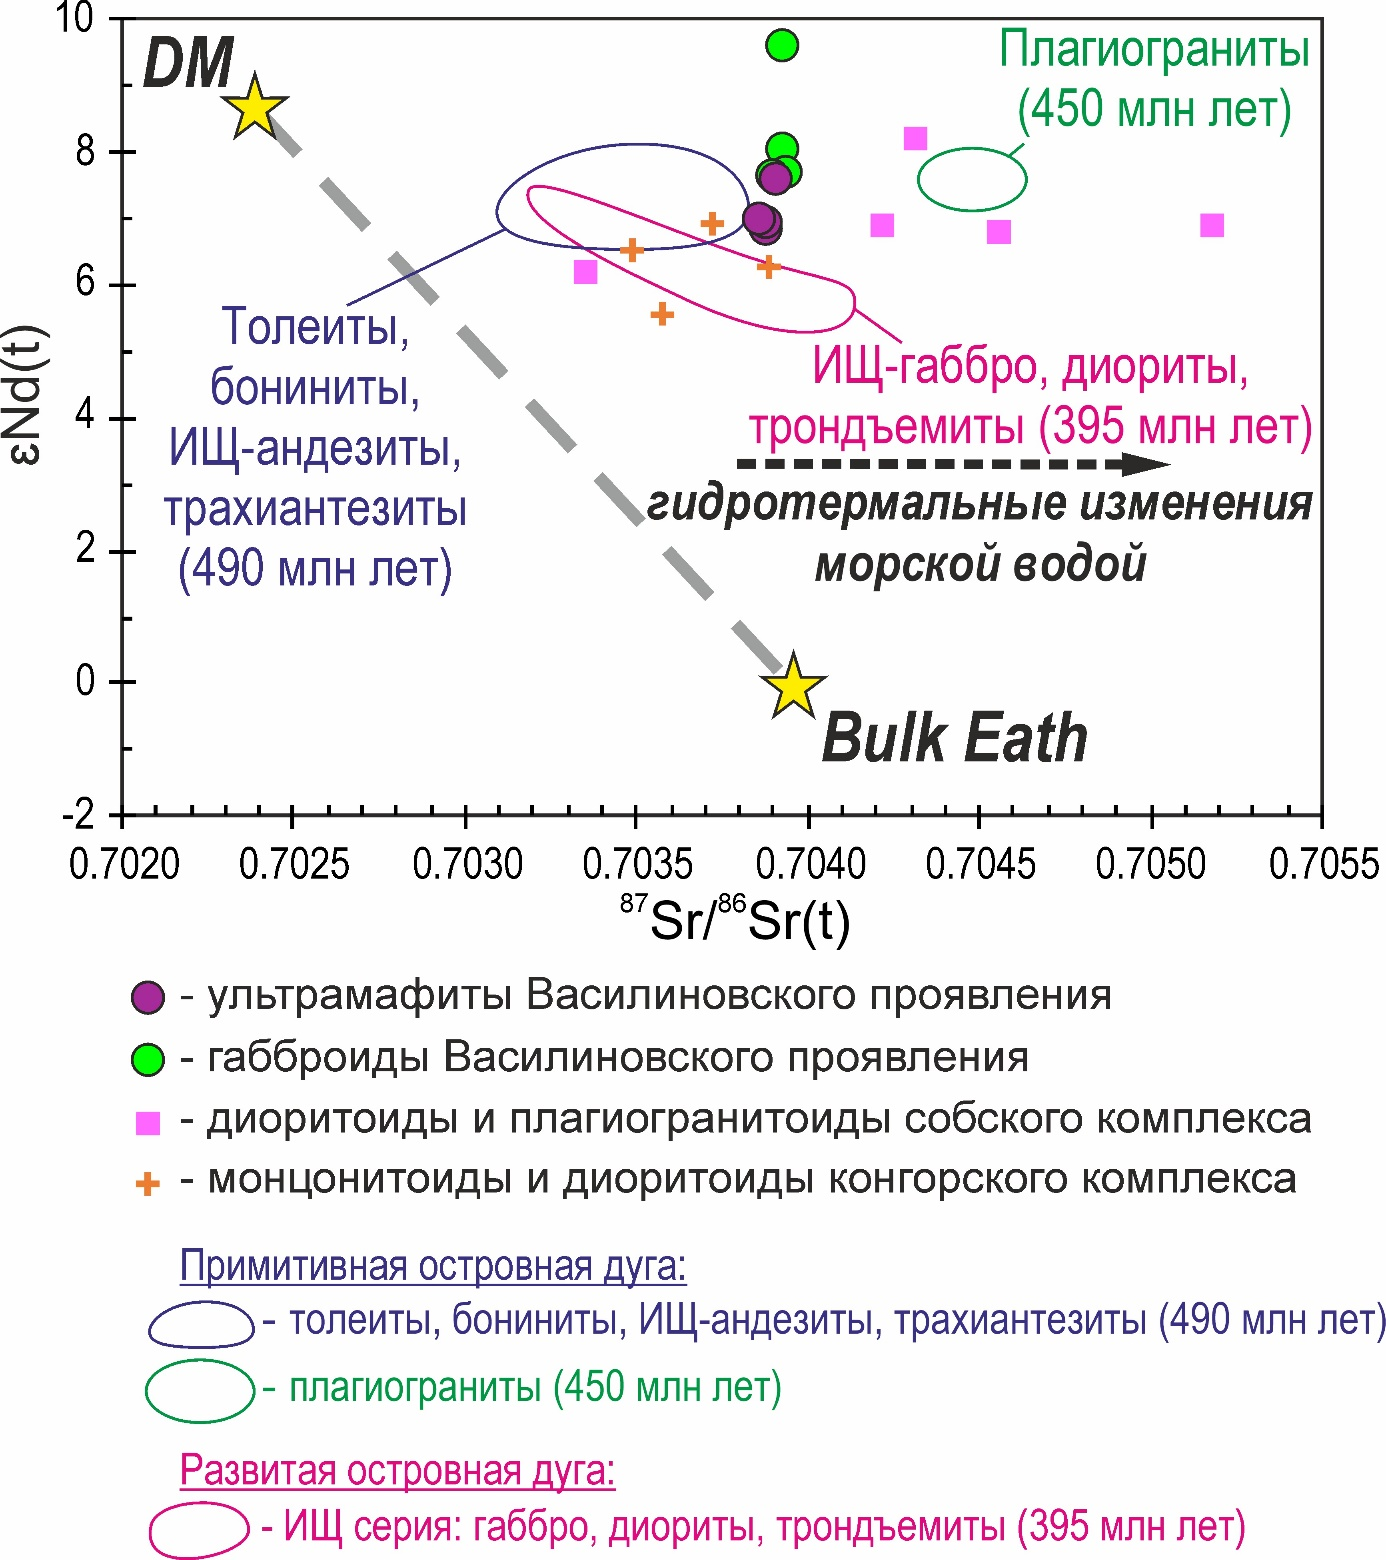 10
DM
Плагиограниты
(450 млн лет)
8
6
Толеиты,
бониниты,
ИЩ-андезиты,
трахиантезиты
(490 млн лет)
ИЩ-габбро, диориты,
трондъемиты (395 млн лет)
гидротермальные изменения
морской водой
εNd(t)
4
2
0
Bulk Eath
-2
0.7020 0.7025 0.7030 0.7035 0.7040 0.7045 0.7050 0.7055
87Sr/86Sr(t)
- ультрамафиты Василиновского проявления
- габброиды Василиновского проявления
- диоритоиды и плагиогранитоиды собского комплекса
- монцонитоиды и диоритоиды конгорского комплекса
Примитивная островная дуга:
- толеиты, бониниты, ИЩ-андезиты, трахиантезиты (490 млн лет)
- плагиограниты (450 млн лет)
Развитая островная дуга:
- ИЩ серия: габбро, диориты, трондъемиты (395 млн лет)